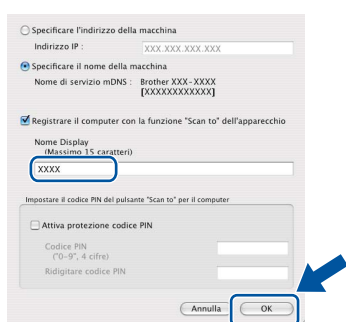 Specificare l'indirizzo della macchina
Indirizzo IP :
XXX.XXX.XXX.XXX
Specificare il nome della macchina
Nome di servizio mDNS : Brother XXX-XXXX
[XXXXXXXXXXXX]
Registrare il computer con la funzione "Scan to" dell'apparecchio
Nome Display
(Massimo 15 caratteri)
XXXX
Impostare il codice PIN del pulsante "Scan to" per il computer
Attiva protezione codice PIN
Codice PIN
("0-9", 4 cifre)
Ridigitare codice PIN
Annulla
OK